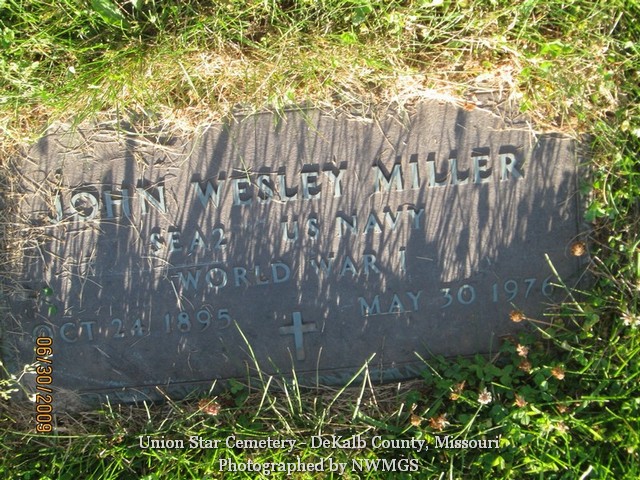 JOHN WESLEY MILLER
SEA2 US NAVY
WORLD WAR I
OCT 24 1895 MAY 30 1976
06/30/2009
Union Star Cemetery - DeKalb County, Missouri
Photographed by NWMGS